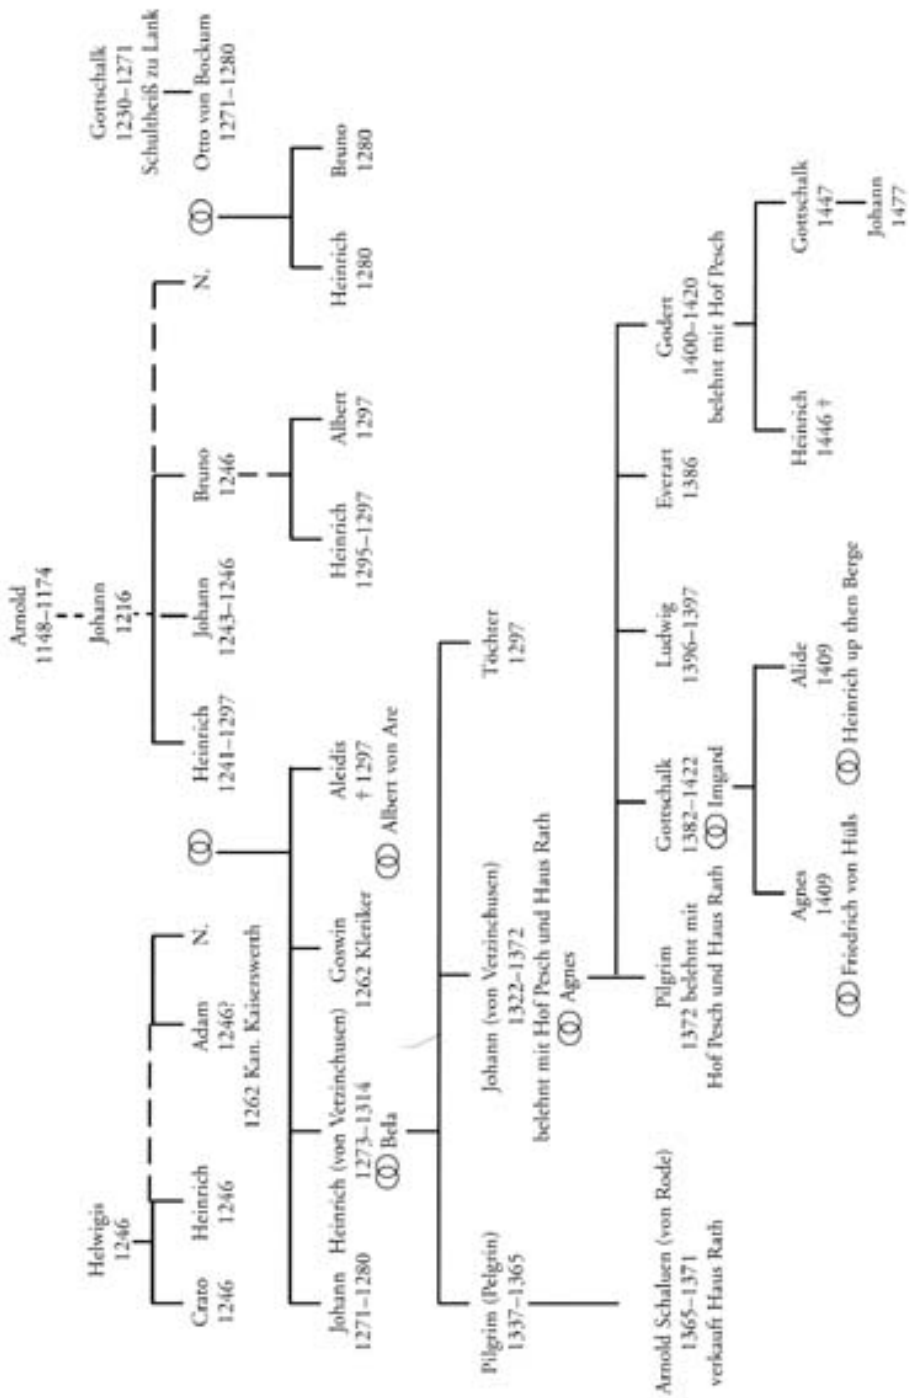 Arnold
1148–1174
Johann
1216
Gottschalk
1230–1271
Schultheiß zu Lank
Otto von Bockum
1271–1280
Helwigis
1246
Crato
1246
Heinrich
1246
Adam
1246?
1262 Kan. Kaiserswerth
N.
Heinrich
1241–1297
Johann
1243–1246
Bruno
1246
N.
Johann
1271–1280
Heinrich (von Vetzinchusen)
1273–1314
Bela
Goswin
1262 Kleriker
Aleidis
† 1297
Albert von Are
Heinrich
1295–1297
Albert
1297
Heinrich
1280
Bruno
1280
Pilgrim (Pelgrin)
1337–1365
Johann (von Vetzinchusen)
1322–1372
belehnt mit Hof Pesch und Haus Rath
Agnes
Töchter
1297
Arnold Schaluen (von Rode)
1365–1371
verkauft Haus Rath
Pilgrim
1372 belehnt mit
Hof Pesch und Haus Rath
Gottschalk
1382–1422
Imgard
Ludwig
1396–1397
Everart
1386
Godert
1400–1420
belehnt mit Hof Pesch
Agnes
1409
Friedrich von Hüls
Alide
1409
Heinrich up then Berge
Heinrich
1446 †
Gottschalk
1447
Johann
1477